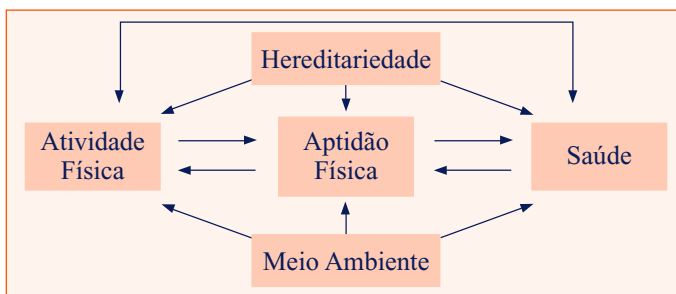 Hereditariedade
Atividade
Física
Aptidão
Física
Saúde
Meio Ambiente